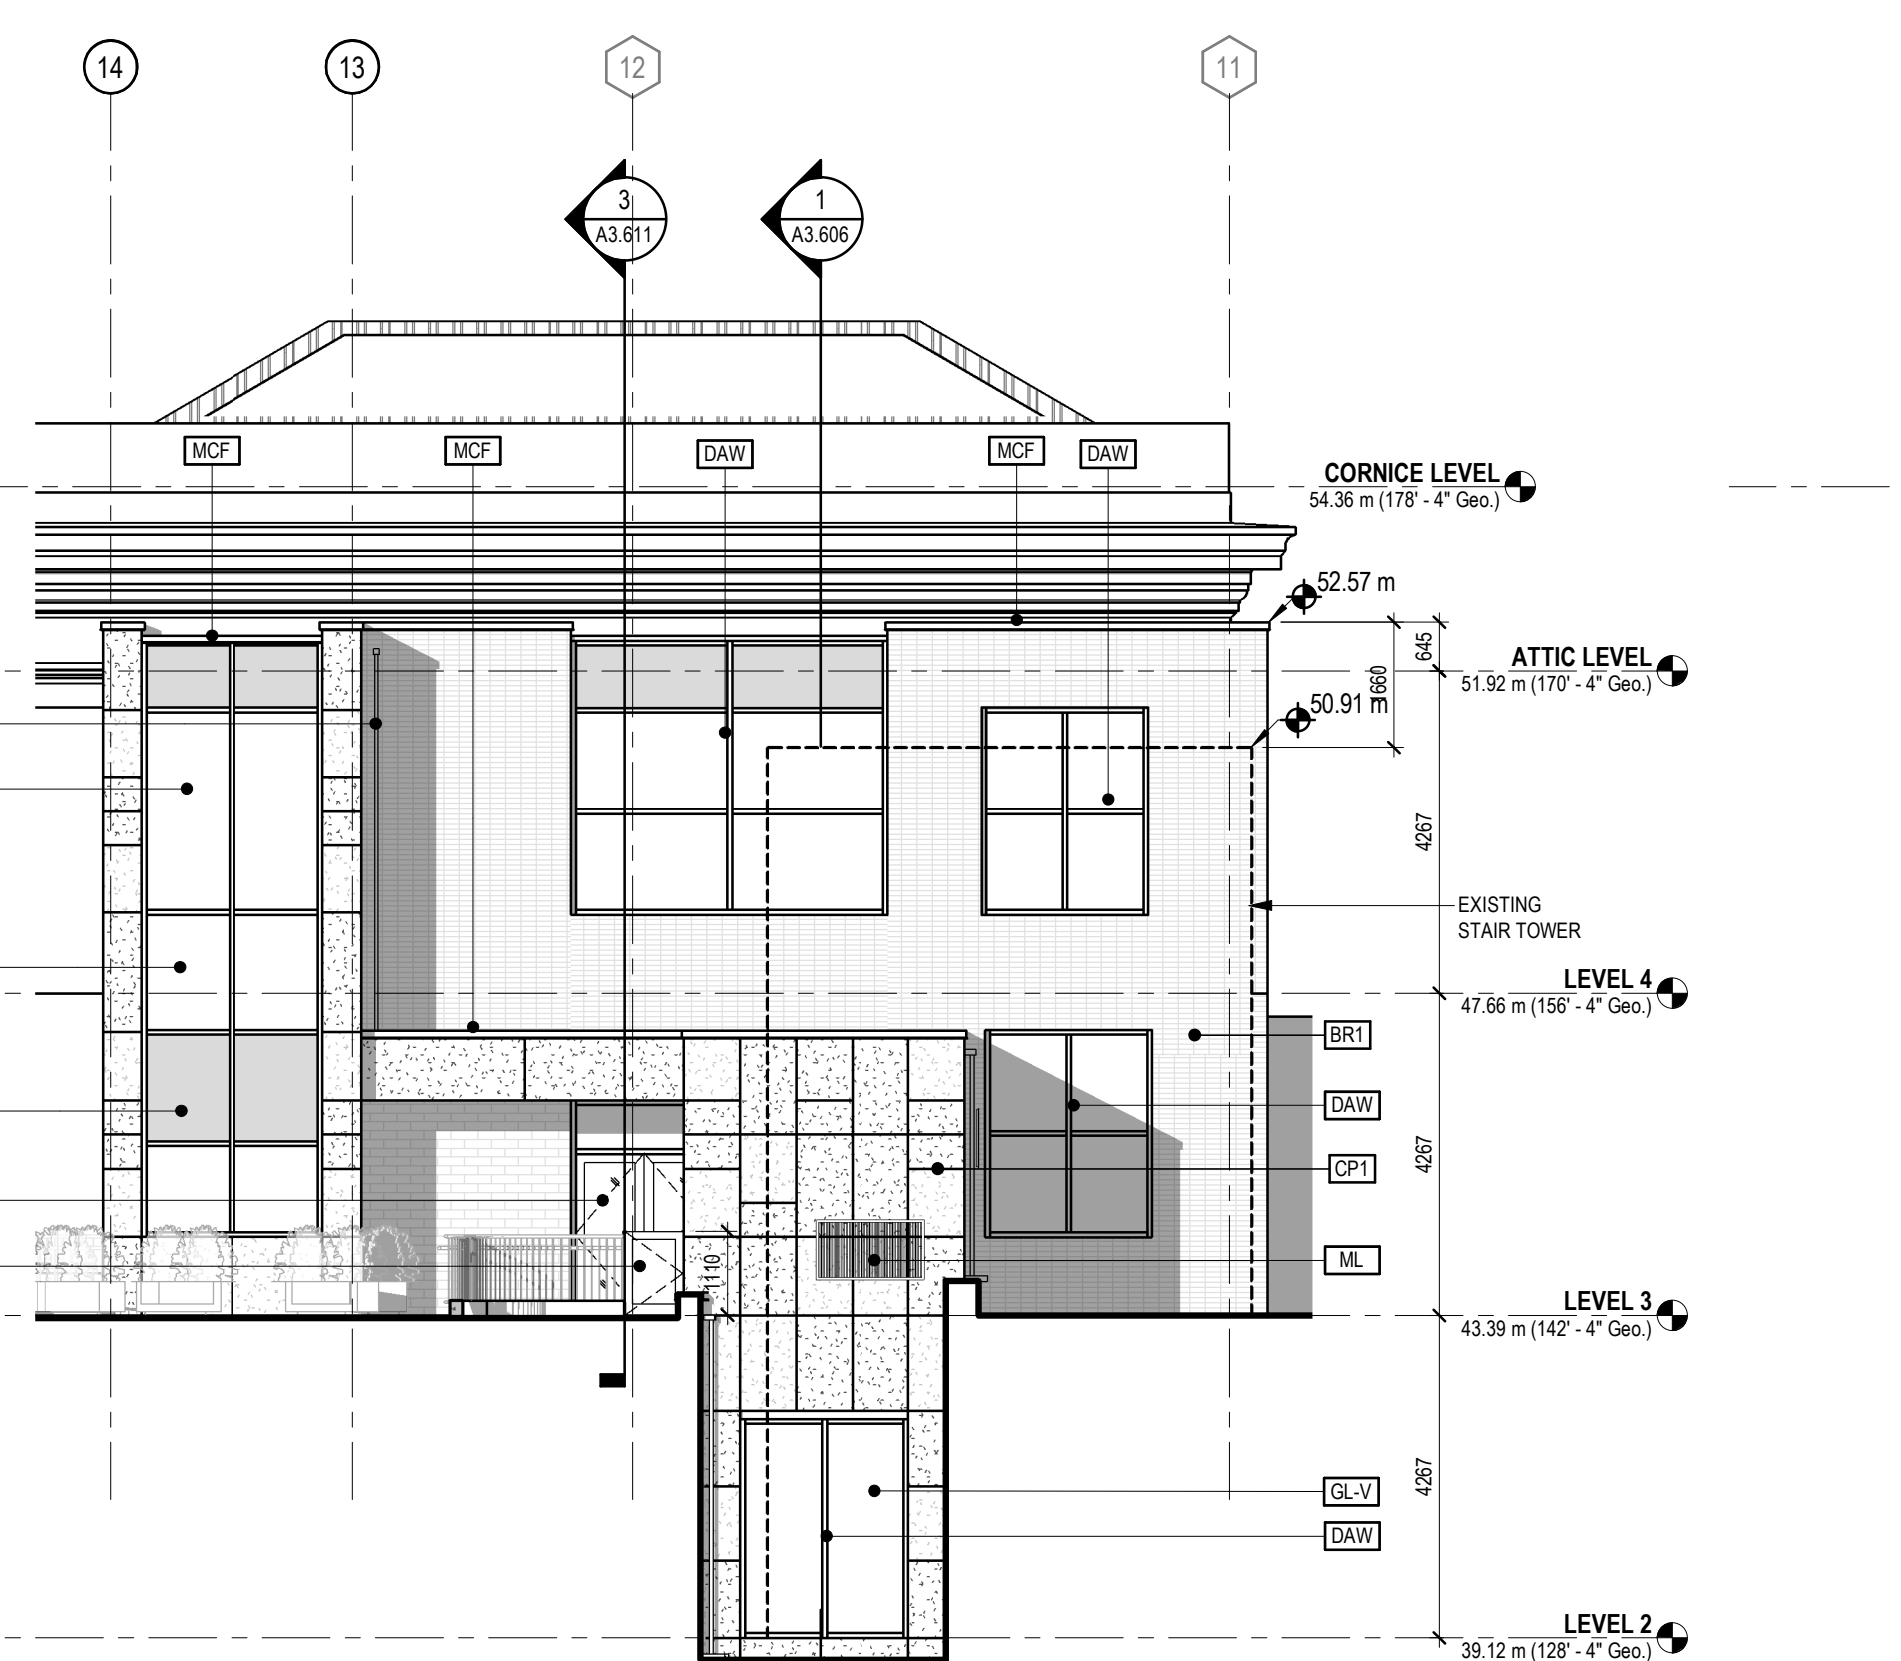 14
13
12
11
3
A3.611
1
A3.606
MCF
MCF
DAW
MCF
DAW
CORNICE LEVEL
54.36 m (178' - 4" Geo.)
52.57 m
645
1660
ATTIC LEVEL
51.92 m (170' - 4" Geo.)
50.91 m
4267
EXISTING
STAIR TOWER
LEVEL 4
47.66 m (156' - 4" Geo.)
BR1
DAW
4267
CP1
1110
ML
LEVEL 3
43.39 m (142' - 4" Geo.)
4267
GL-V
DAW
LEVEL 2
39.12 m (128' - 4" Geo.)